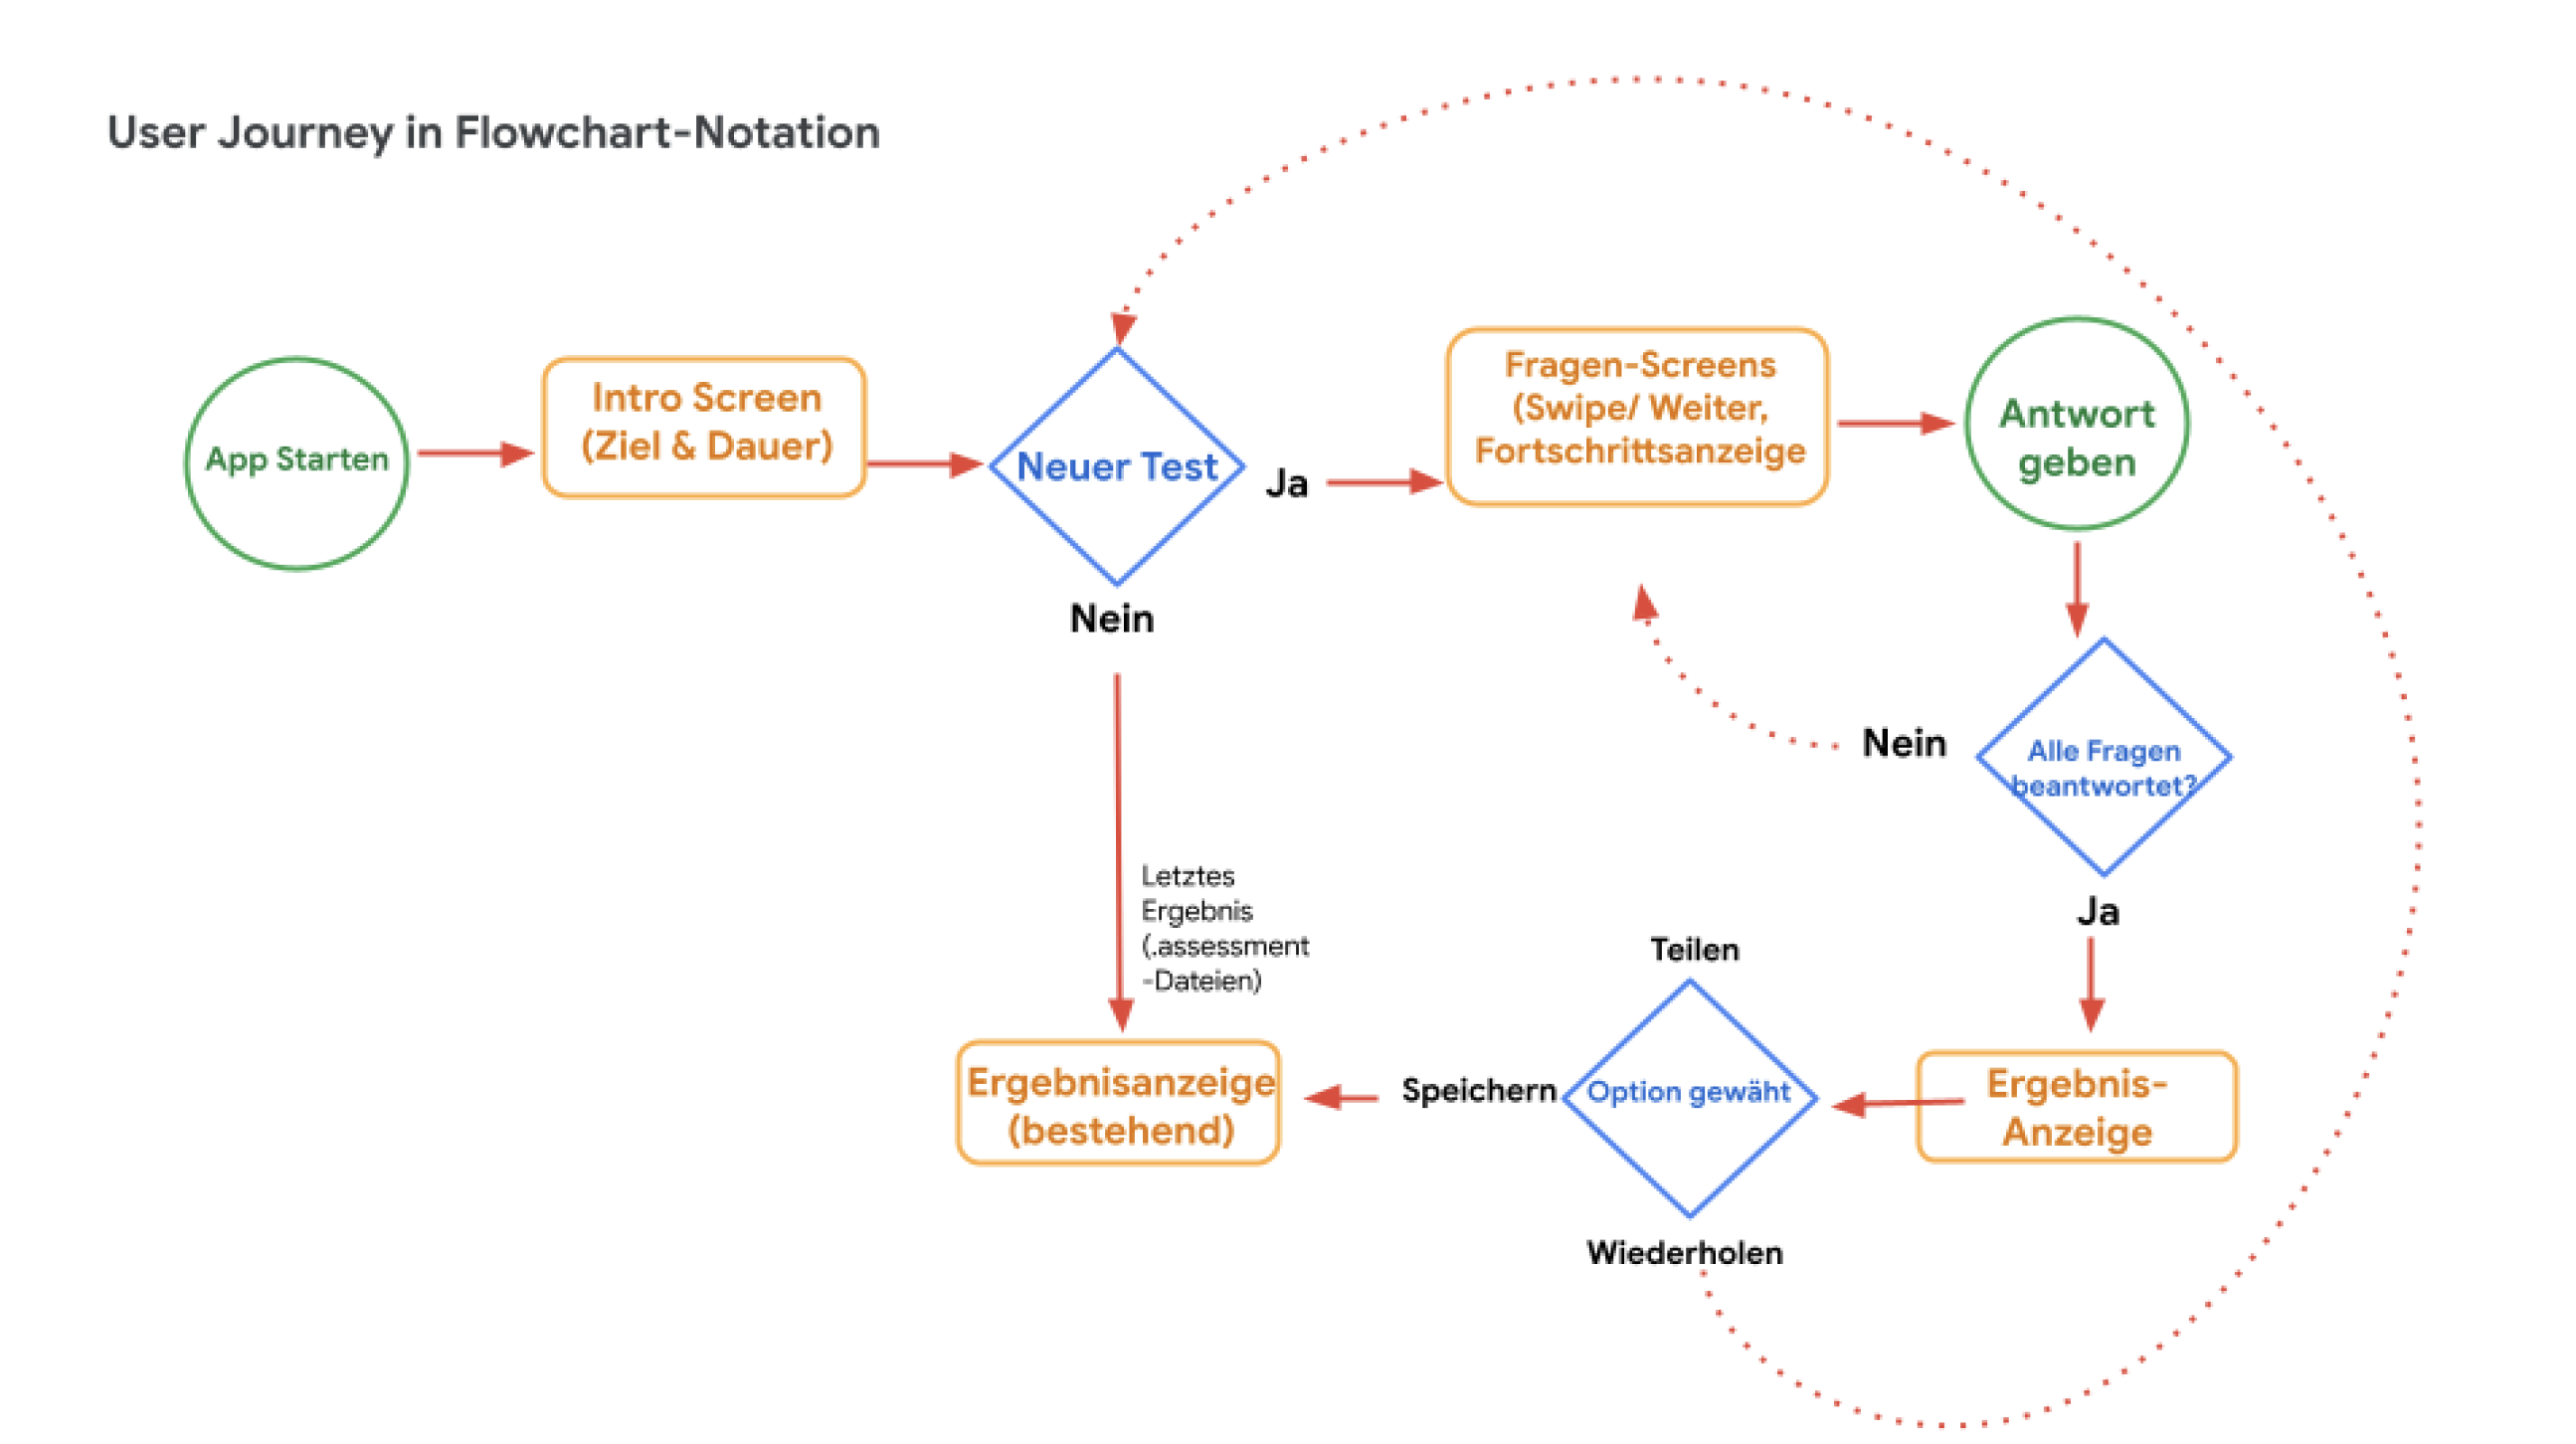 User Journey in Flowchart-Notation
App Starten
Intro Screen
(Ziel & Dauer)
Neuer Test
Ja
Fragen-Screens
(Swipe/ Weiter,
Fortschrittsanzeige
Antwort
geben
Nein
Alle Fragen
beantwortet?
Nein
Ja
Letztes
Ergebnis
(.assessment
-Dateien)
Teilen
Ergebnisanzeige
(bestehend)
Speichern
Option gewäht
Ergebnis-
Anzeige
Wiederholen